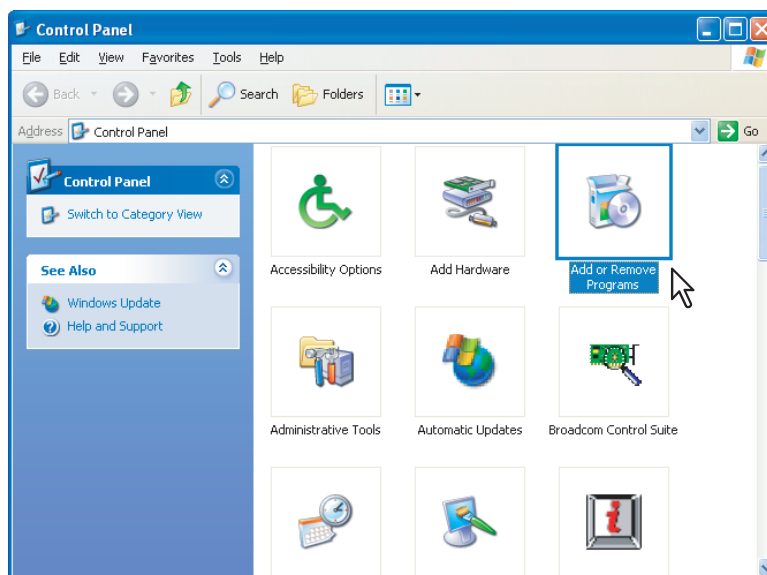 Control Panel
File Edit View Favorites Tools Help
Back Search Folders
Address Control Panel Go
Control Panel
Switch to Category View
See Also
Windows Update
Help and Support
Accessibility Options Add Hardware Add or Remove
Programs
Administrative Tools Automatic Updates Broadcom Control Suite